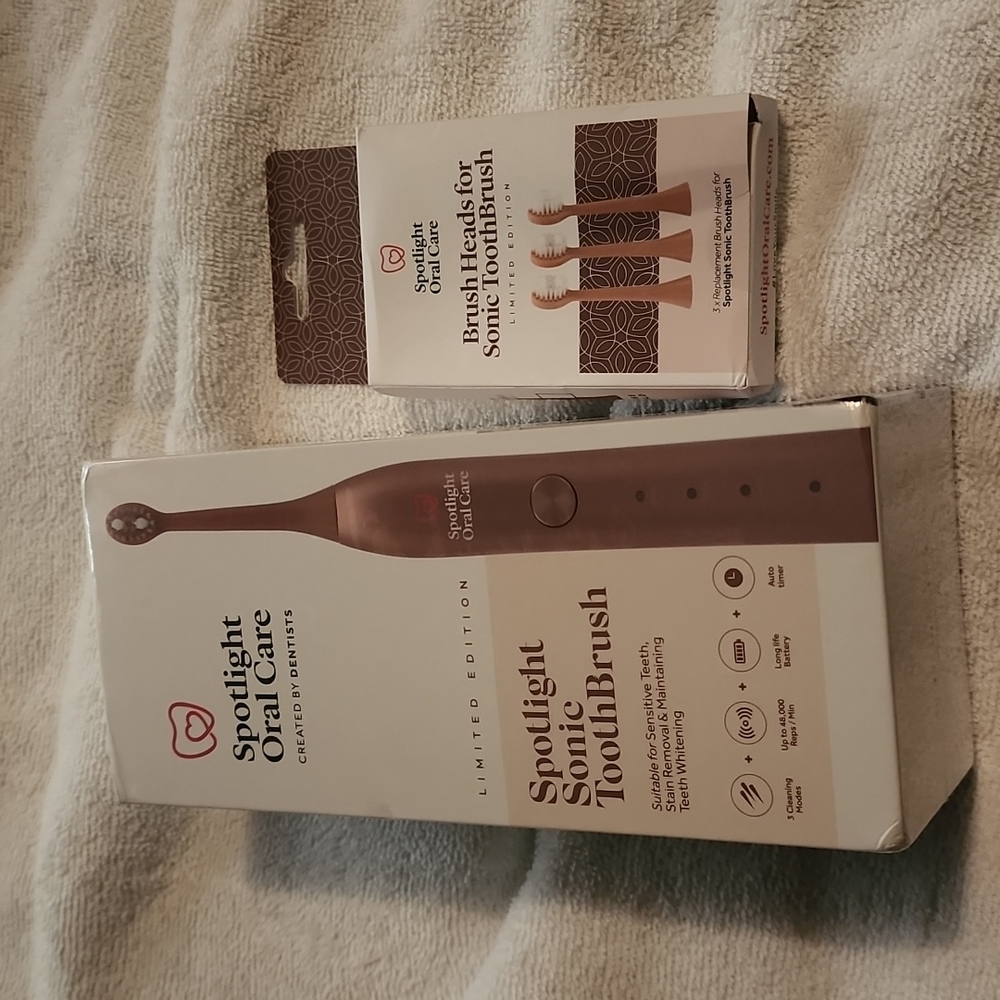 Spotlight
Oral Care
Brush Heads for
Sonic ToothBrush
LIMITED EDITION
3 x Replacement Brush Heads for
Spotlight Sonic ToothBrush
SpotlightOralCare.com
Spotlight
Oral Care
CREATED BY DENTISTS
Spotlight
Oral Care
LIMITED EDITION
Spotlight
Sonic
ToothBrush
Suitable for Sensitive Teeth,
Stain Removal & Maintaining
Teeth Whitening
3 Cleaning
Modes
+
Up to 48,000
Reps / Min
+
Long life
Battery
+
Auto
timer